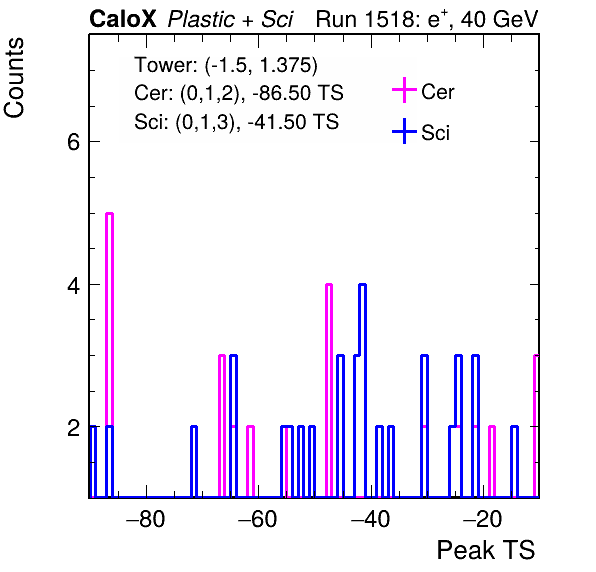 CaloX Plastic + Sci Run 1518: e⁺, 40 GeV
Counts
Tower: (-1.5, 1.375)
Cer: (0,1,2), -86.50 TS
Sci: (0,1,3), -41.50 TS
Cer
Sci
6
4
2
−80 −60 −40 −20
Peak TS